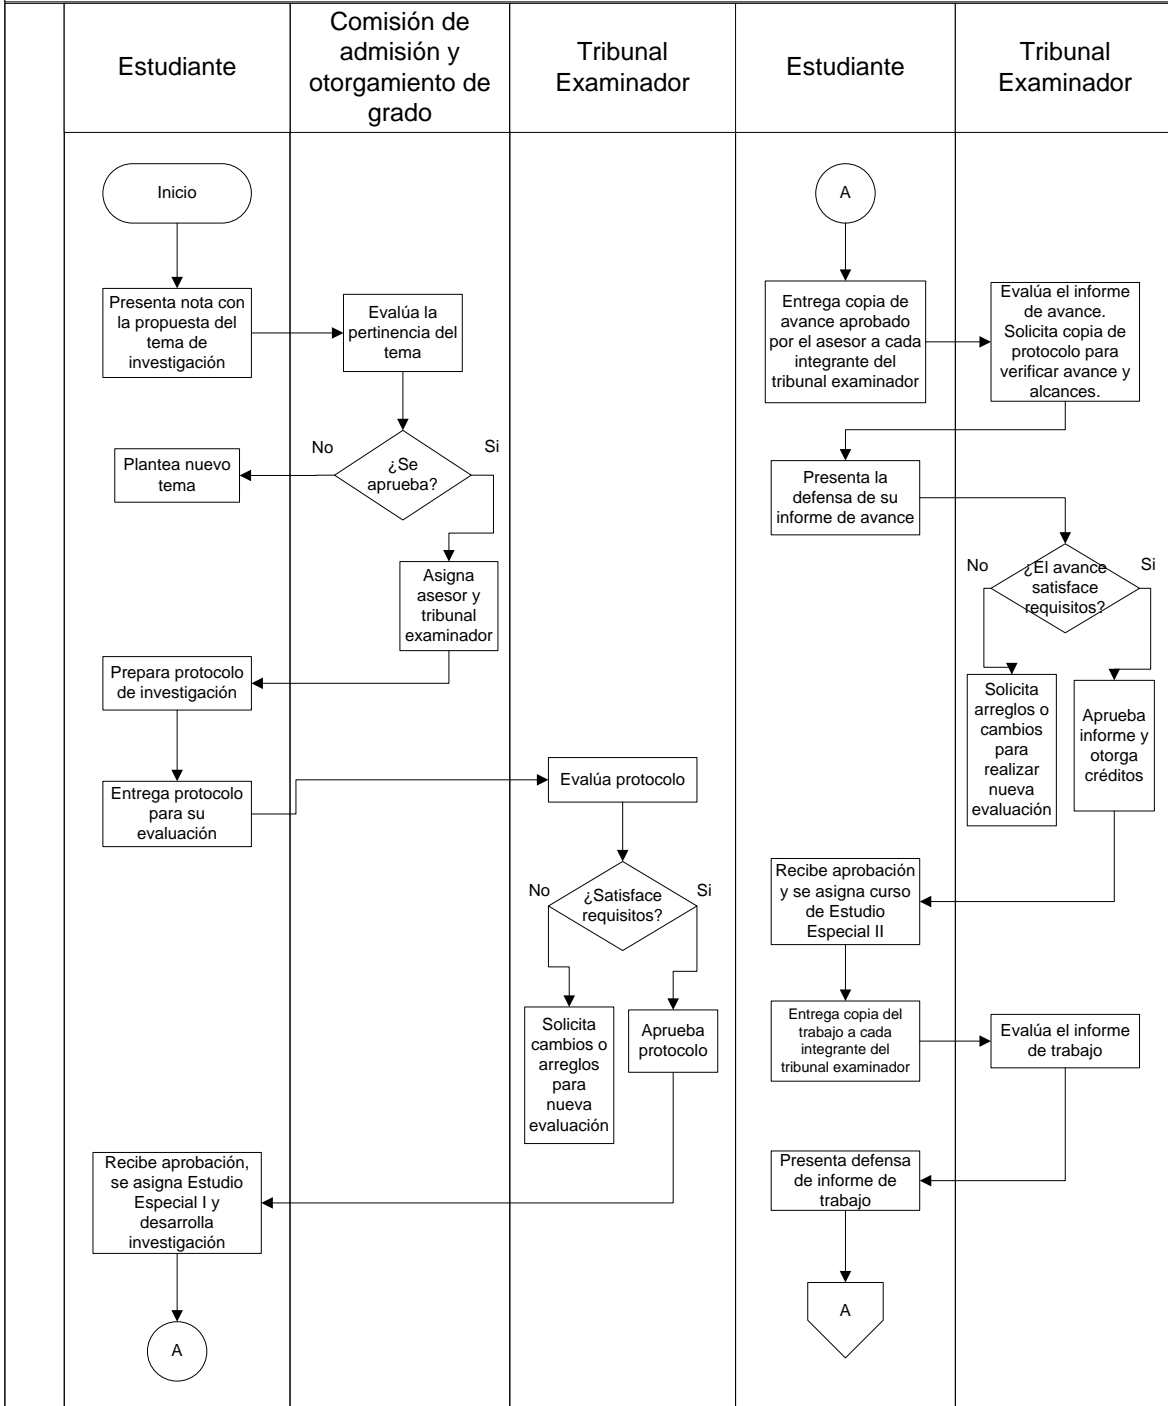 Estudiante
Comisión de
admisión y
otorgamiento de
grado
Tribunal
Examinador
Estudiante
Tribunal
Examinador
Inicio
Presenta nota con
la propuesta del
tema de
investigación
Evalúa la
pertinencia del
tema
No
Si
¿Se
aprueba?
Plantea nuevo
tema
Asigna
asesor y
tribunal
examinador
Prepara protocolo
de investigación
Entrega protocolo
para su
evaluación
Evalúa protocolo
No
Si
¿Satisface
requisitos?
Solicita
cambios o
arreglos
para
nueva
evaluación
Aprueba
protocolo
Recibe aprobación,
se asigna Estudio
Especial I y
desarrolla
investigación
A
A
Entrega copia de
avance aprobado
por el asesor a cada
integrante del
tribunal examinador
Evalúa el informe
de avance.
Solicita copia de
protocolo para
verificar avance y
alcances.
Presenta la
defensa de su
informe de avance
No
Si
¿El avance
satisface
requisitos?
Solicita
arreglos o
cambios
para
realizar
nueva
evaluación
Aprueba
informe y
otorga
créditos
Recibe aprobación
y se asigna curso
de Estudio
Especial II
Entrega copia del
trabajo a cada
integrante del
tribunal examinador
Evalúa el informe
de trabajo
Presenta defensa
de informe de
trabajo
A